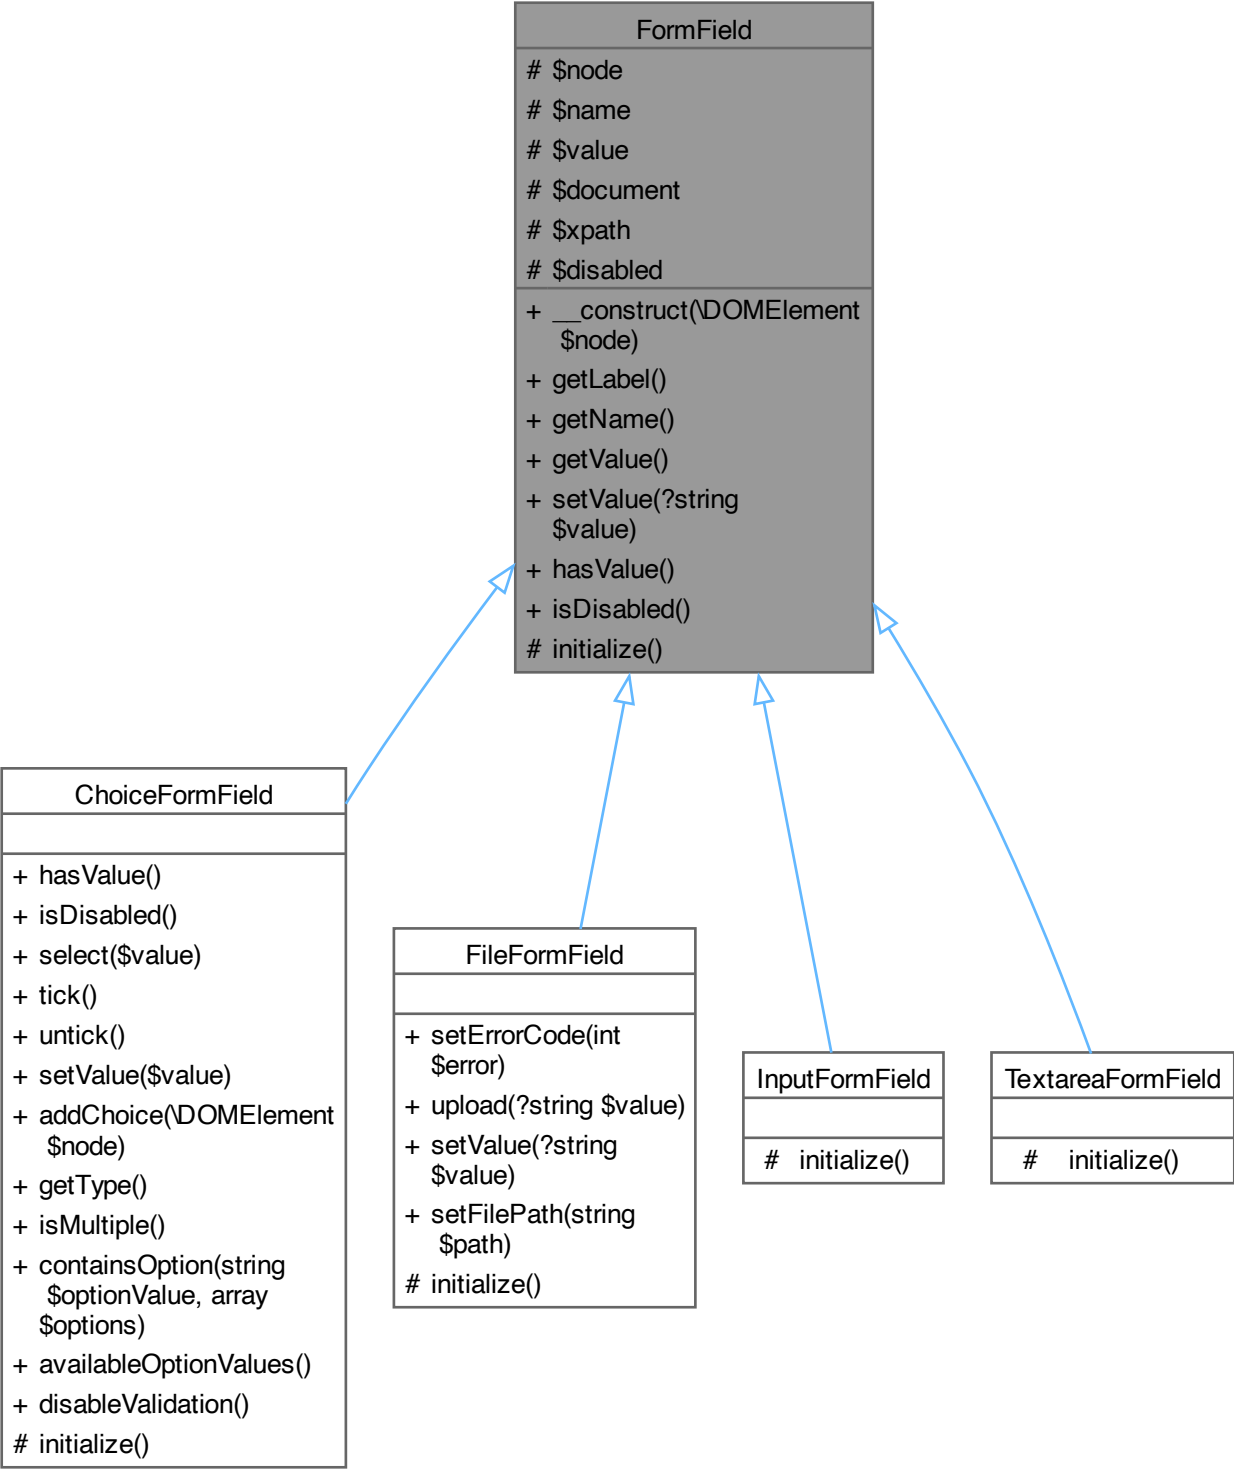 FormField
# $node
# $name
# $value
# $document
# $xpath
# $disabled
+ __construct(\DOMElement
$node)
+ getLabel()
+ getName()
+ getValue()
+ setValue(?string
$value)
+ hasValue()
+ isDisabled()
# initialize()
ChoiceFormField
+ hasValue()
+ isDisabled()
+ select($value)
+ tick()
+ untick()
+ setValue($value)
+ addChoice(\DOMElement
$node)
+ getType()
+ isMultiple()
+ containsOption(string
$optionValue, array
$options)
+ availableOptionValues()
+ disableValidation()
# initialize()
FileFormField
+ setErrorCode(int
$error)
+ upload(?string $value)
+ setValue(?string
$value)
+ setFilePath(string
$path)
# initialize()
InputFormField
# initialize()
TextareaFormField
# initialize()